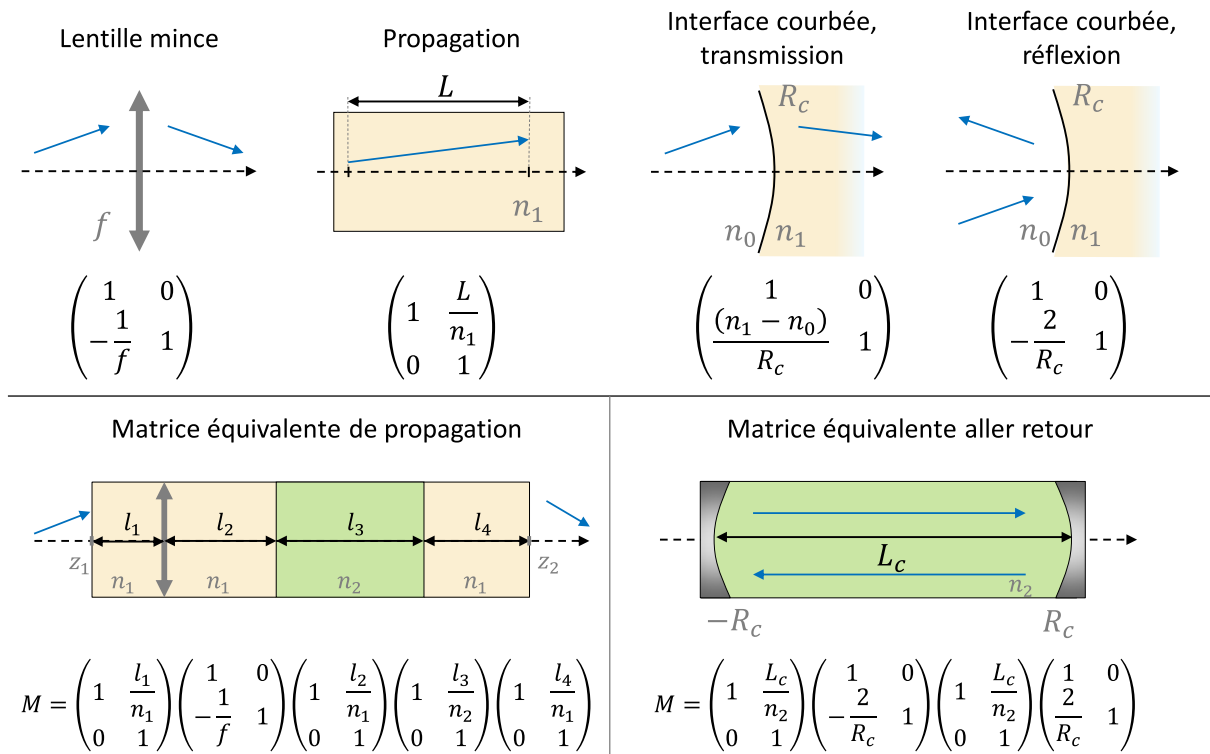 Lentille mince
Propagation
Interface courbée,
transmission
Interface courbée,
réflexion
L
R_c
R_c
f
n_1
n_0 n_1
n_0 n_1
(1 0; -1/f 1)
(1 L/n_1; 0 1)
(1 0; (n_1 − n_0)/R_c 1)
(1 0; -2/R_c 1)
Matrice équivalente de propagation
Matrice équivalente aller retour
l_1 l_2 l_3 l_4
z_1 z_2
n_1 n_1 n_2 n_1
L_c
n_2
−R_c R_c
M = (1 l_1/n_1; 0 1) (1 0; -1/f 1) (1 l_2/n_1; 0 1) (1 l_3/n_2; 0 1) (1 l_4/n_1; 0 1)
M = (1 L_c/n_2; 0 1) (1 0; -2/R_c 1) (1 L_c/n_2; 0 1) (1 0; 2/R_c 1)